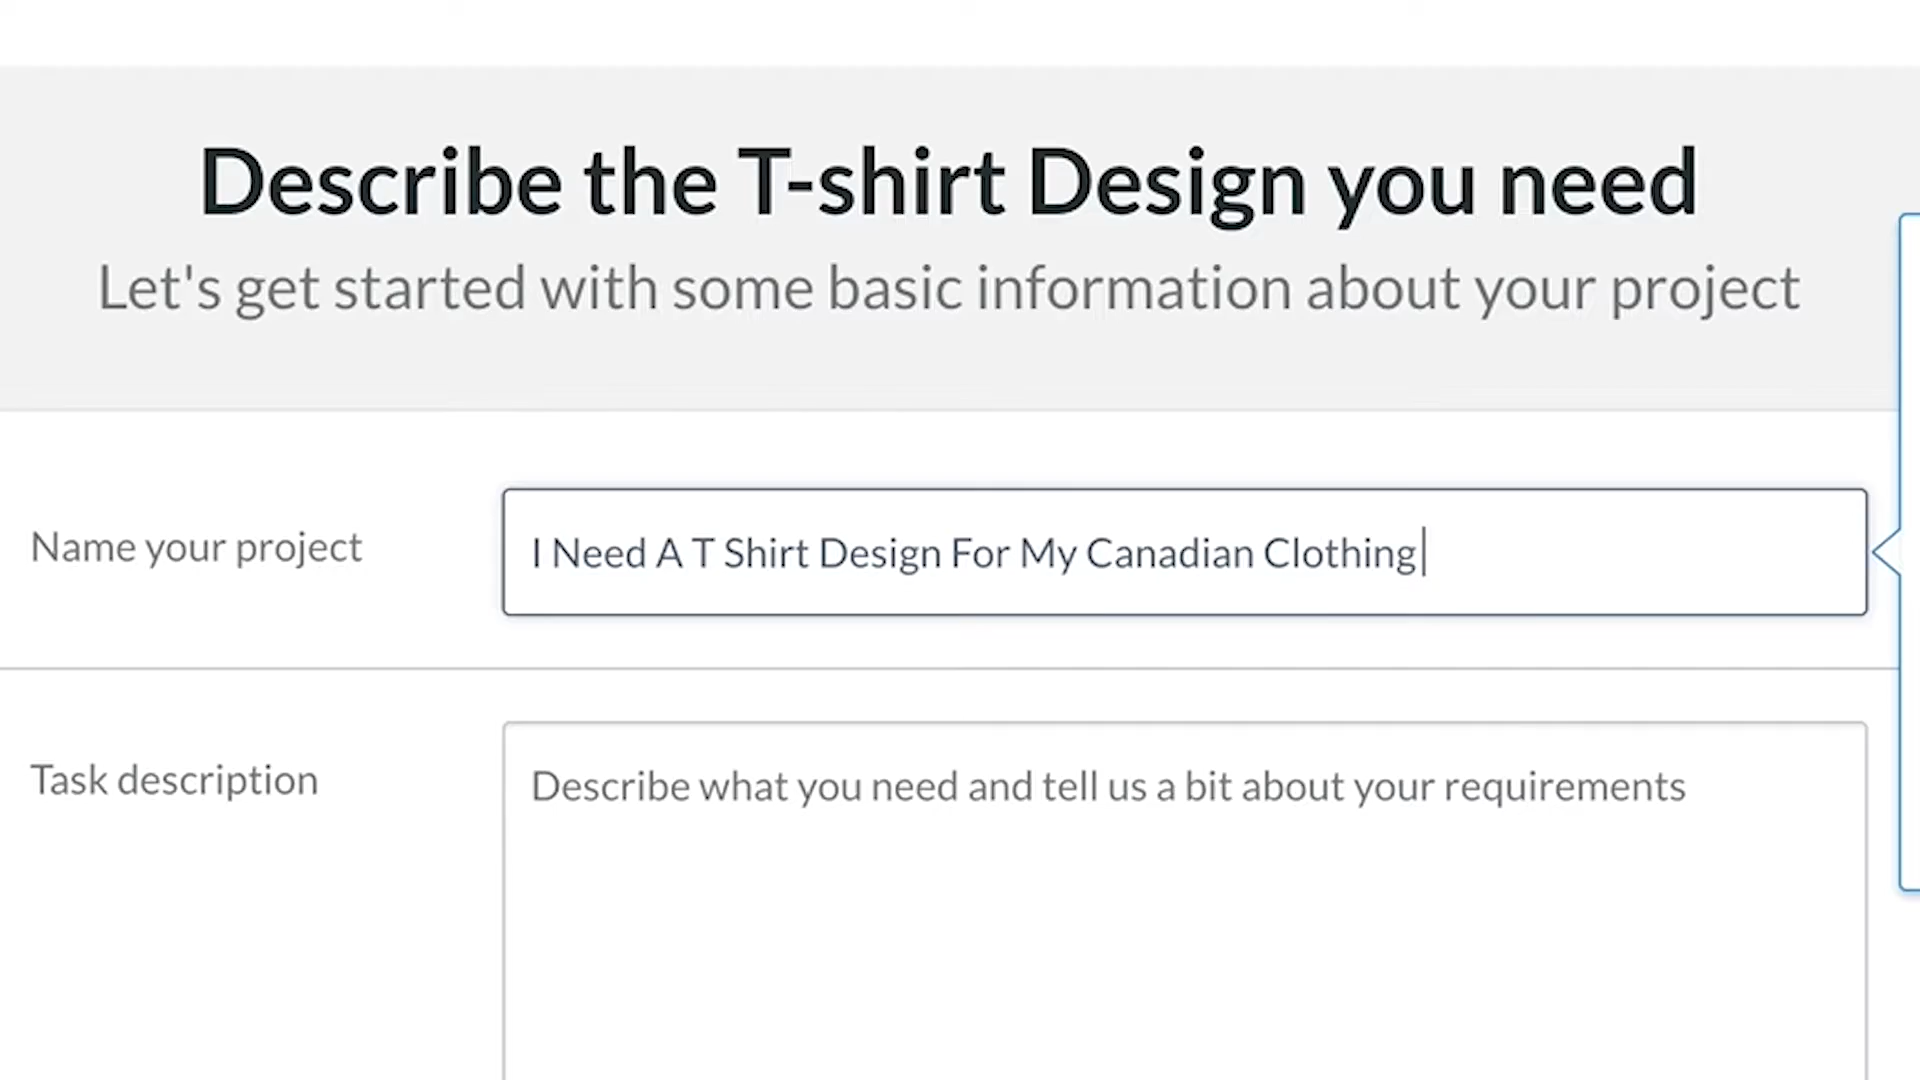 Describe the T-shirt Design you need
Let's get started with some basic information about your project
Name your project
I Need A T Shirt Design For My Canadian Clothing
Task description
Describe what you need and tell us a bit about your requirements